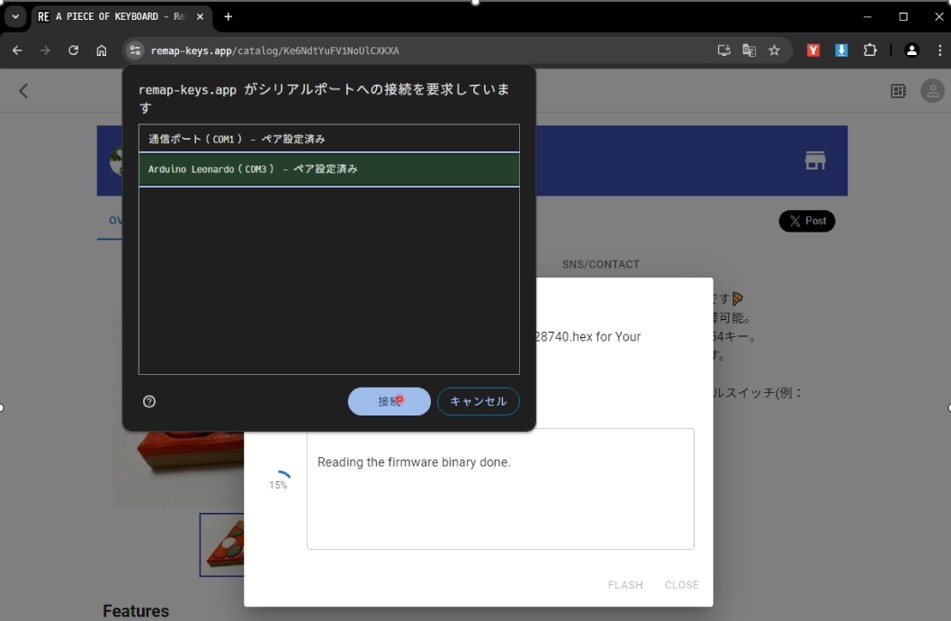 RE A PIECE OF KEYBOARD - Re
remap-keys.app/catalog/Ke6NdtYuFV1NoUlCXKXA
remap-keys.app がシリアルポートへの接続を要求しています
通信ポート(COM1) - ペア設定済み
Arduino Leonardo(COM3) - ペア設定済み
接続
キャンセル
OV
Post
SNS/CONTACT
です
替可能。
54キー。
す。
ルスイッチ(例:
28740.hex for Your
15%
Reading the firmware binary done.
FLASH
CLOSE
Features